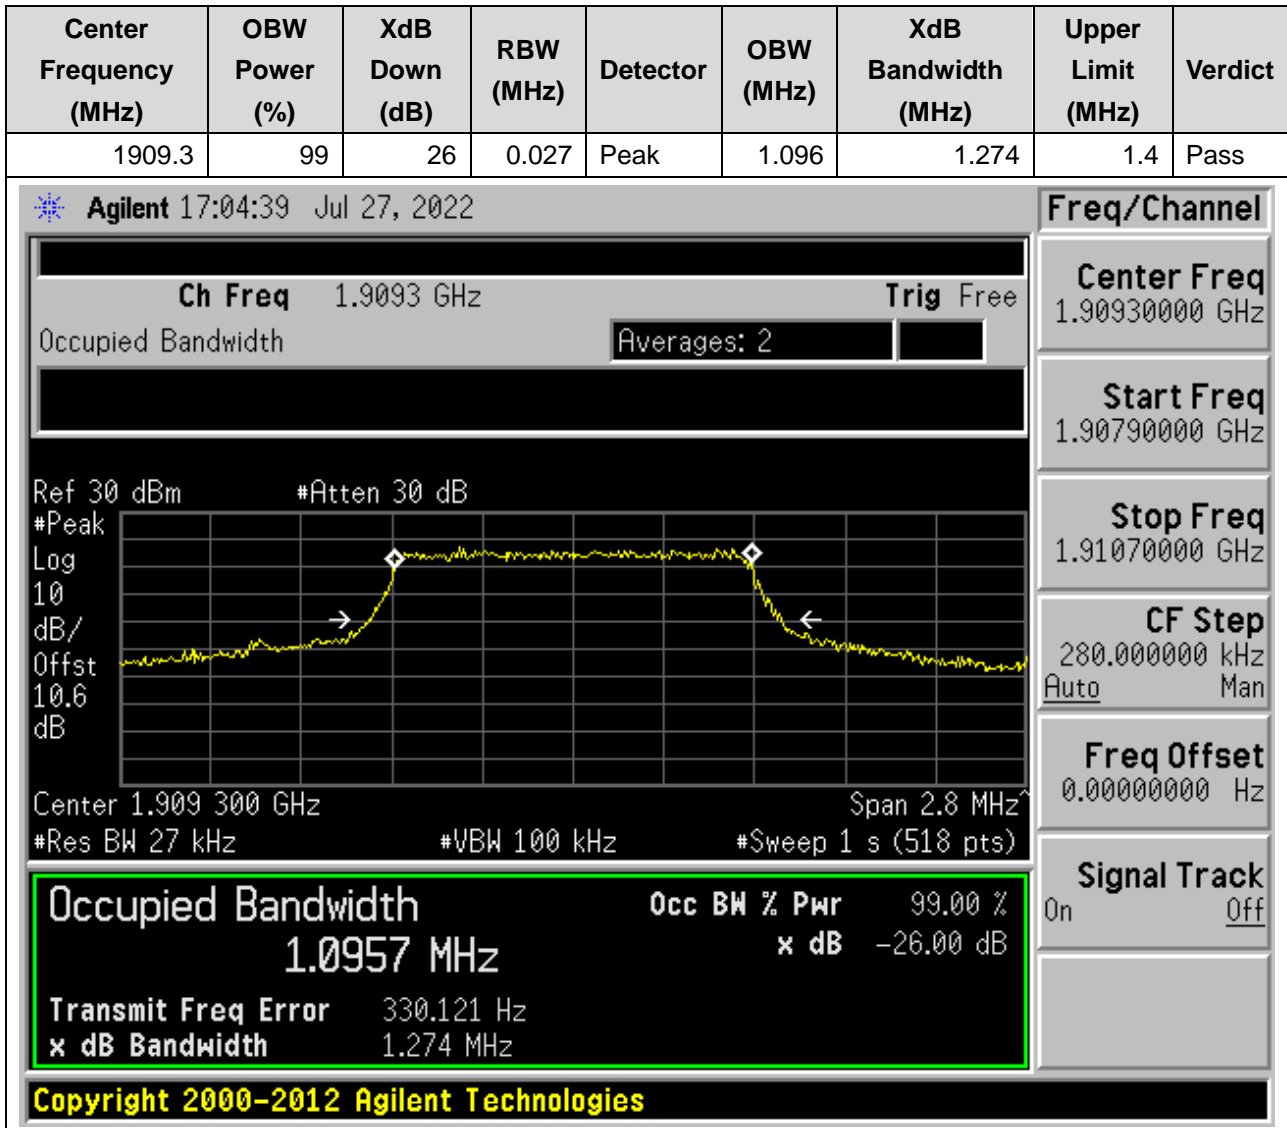 Center Frequency (MHz) OBW Power (%) XdB Down (dB) RBW (MHz) Detector OBW (MHz) XdB Bandwidth (MHz) Upper Limit (MHz) Verdict
1909.3 99 26 0.027 Peak 1.096 1.274 1.4 Pass
Agilent 17:04:39 Jul 27, 2022
Freq/Channel
Ch Freq 1.9093 GHz Trig Free
Occupied Bandwidth Averages: 2
Center Freq
1.90930000 GHz
Start Freq
1.90790000 GHz
Stop Freq
1.91070000 GHz
CF Step
280.000000 kHz
Auto Man
Freq Offset
0.00000000 Hz
Signal Track
On Off
Ref 30 dBm #Atten 30 dB
#Peak
Log
10
dB/
Offst
10.6
dB
Center 1.909 300 GHz Span 2.8 MHz^
#Res BW 27 kHz #VBW 100 kHz #Sweep 1 s (518 pts)
Occupied Bandwidth
1.0957 MHz
Occ BW % Pwr 99.00 %
x dB -26.00 dB
Transmit Freq Error 330.121 Hz
x dB Bandwidth 1.274 MHz
Copyright 2000-2012 Agilent Technologies